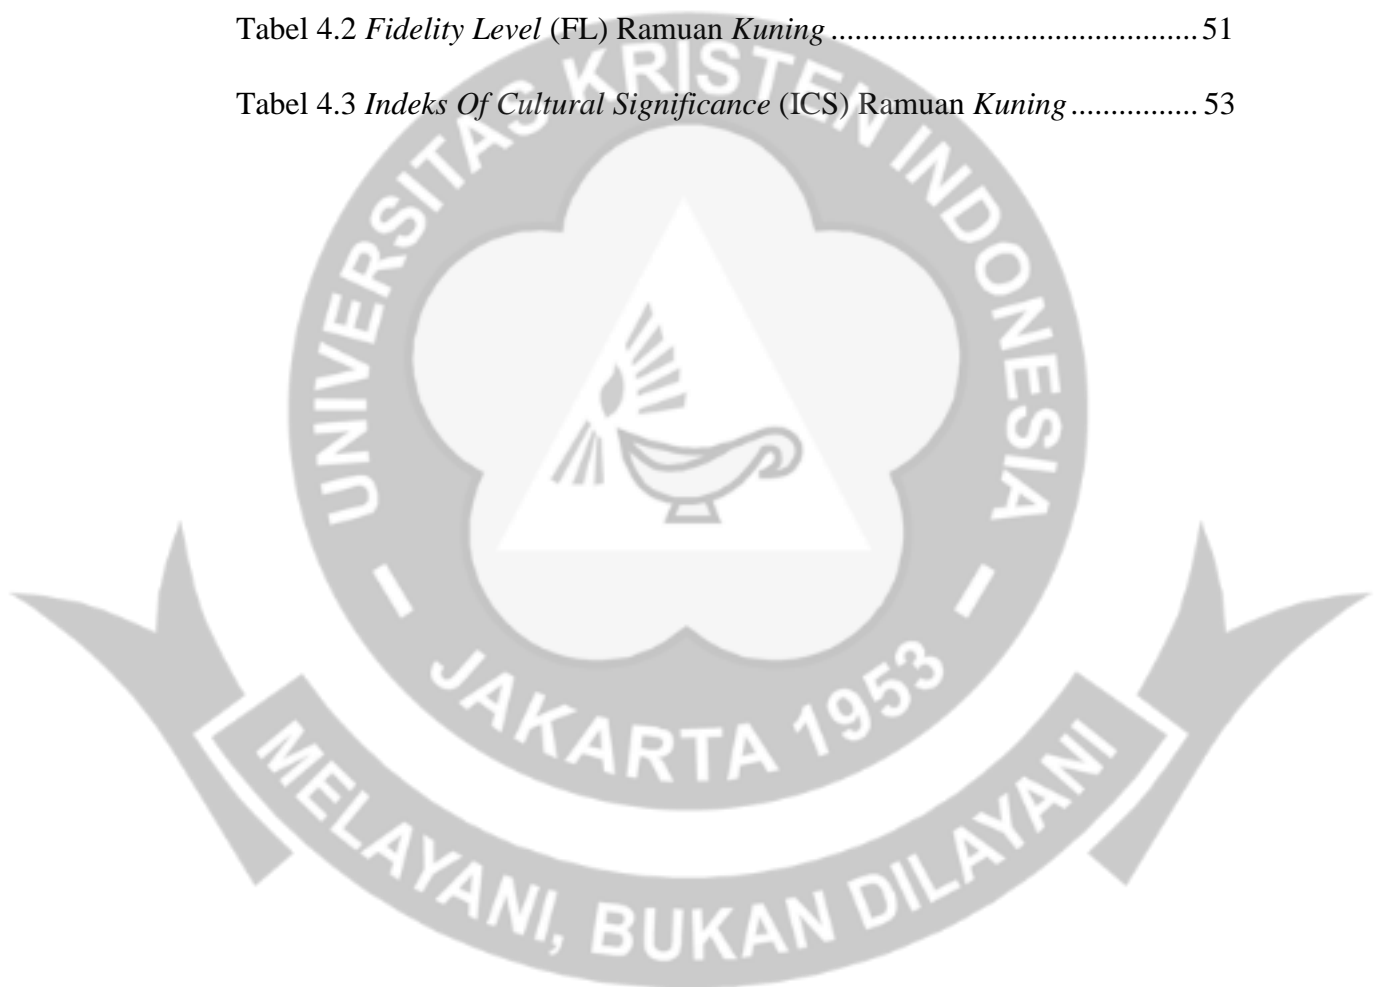 Tabel 4.2 Fidelity Level (FL) Ramuan Kuning ............................................. 51
Tabel 4.3 Indeks Of Cultural Significance (ICS) Ramuan Kuning ................ 53
UNIVERSITAS KRISTEN INDONESIA
JAKARTA 1953
MELAYANI, BUKAN DILAYANI